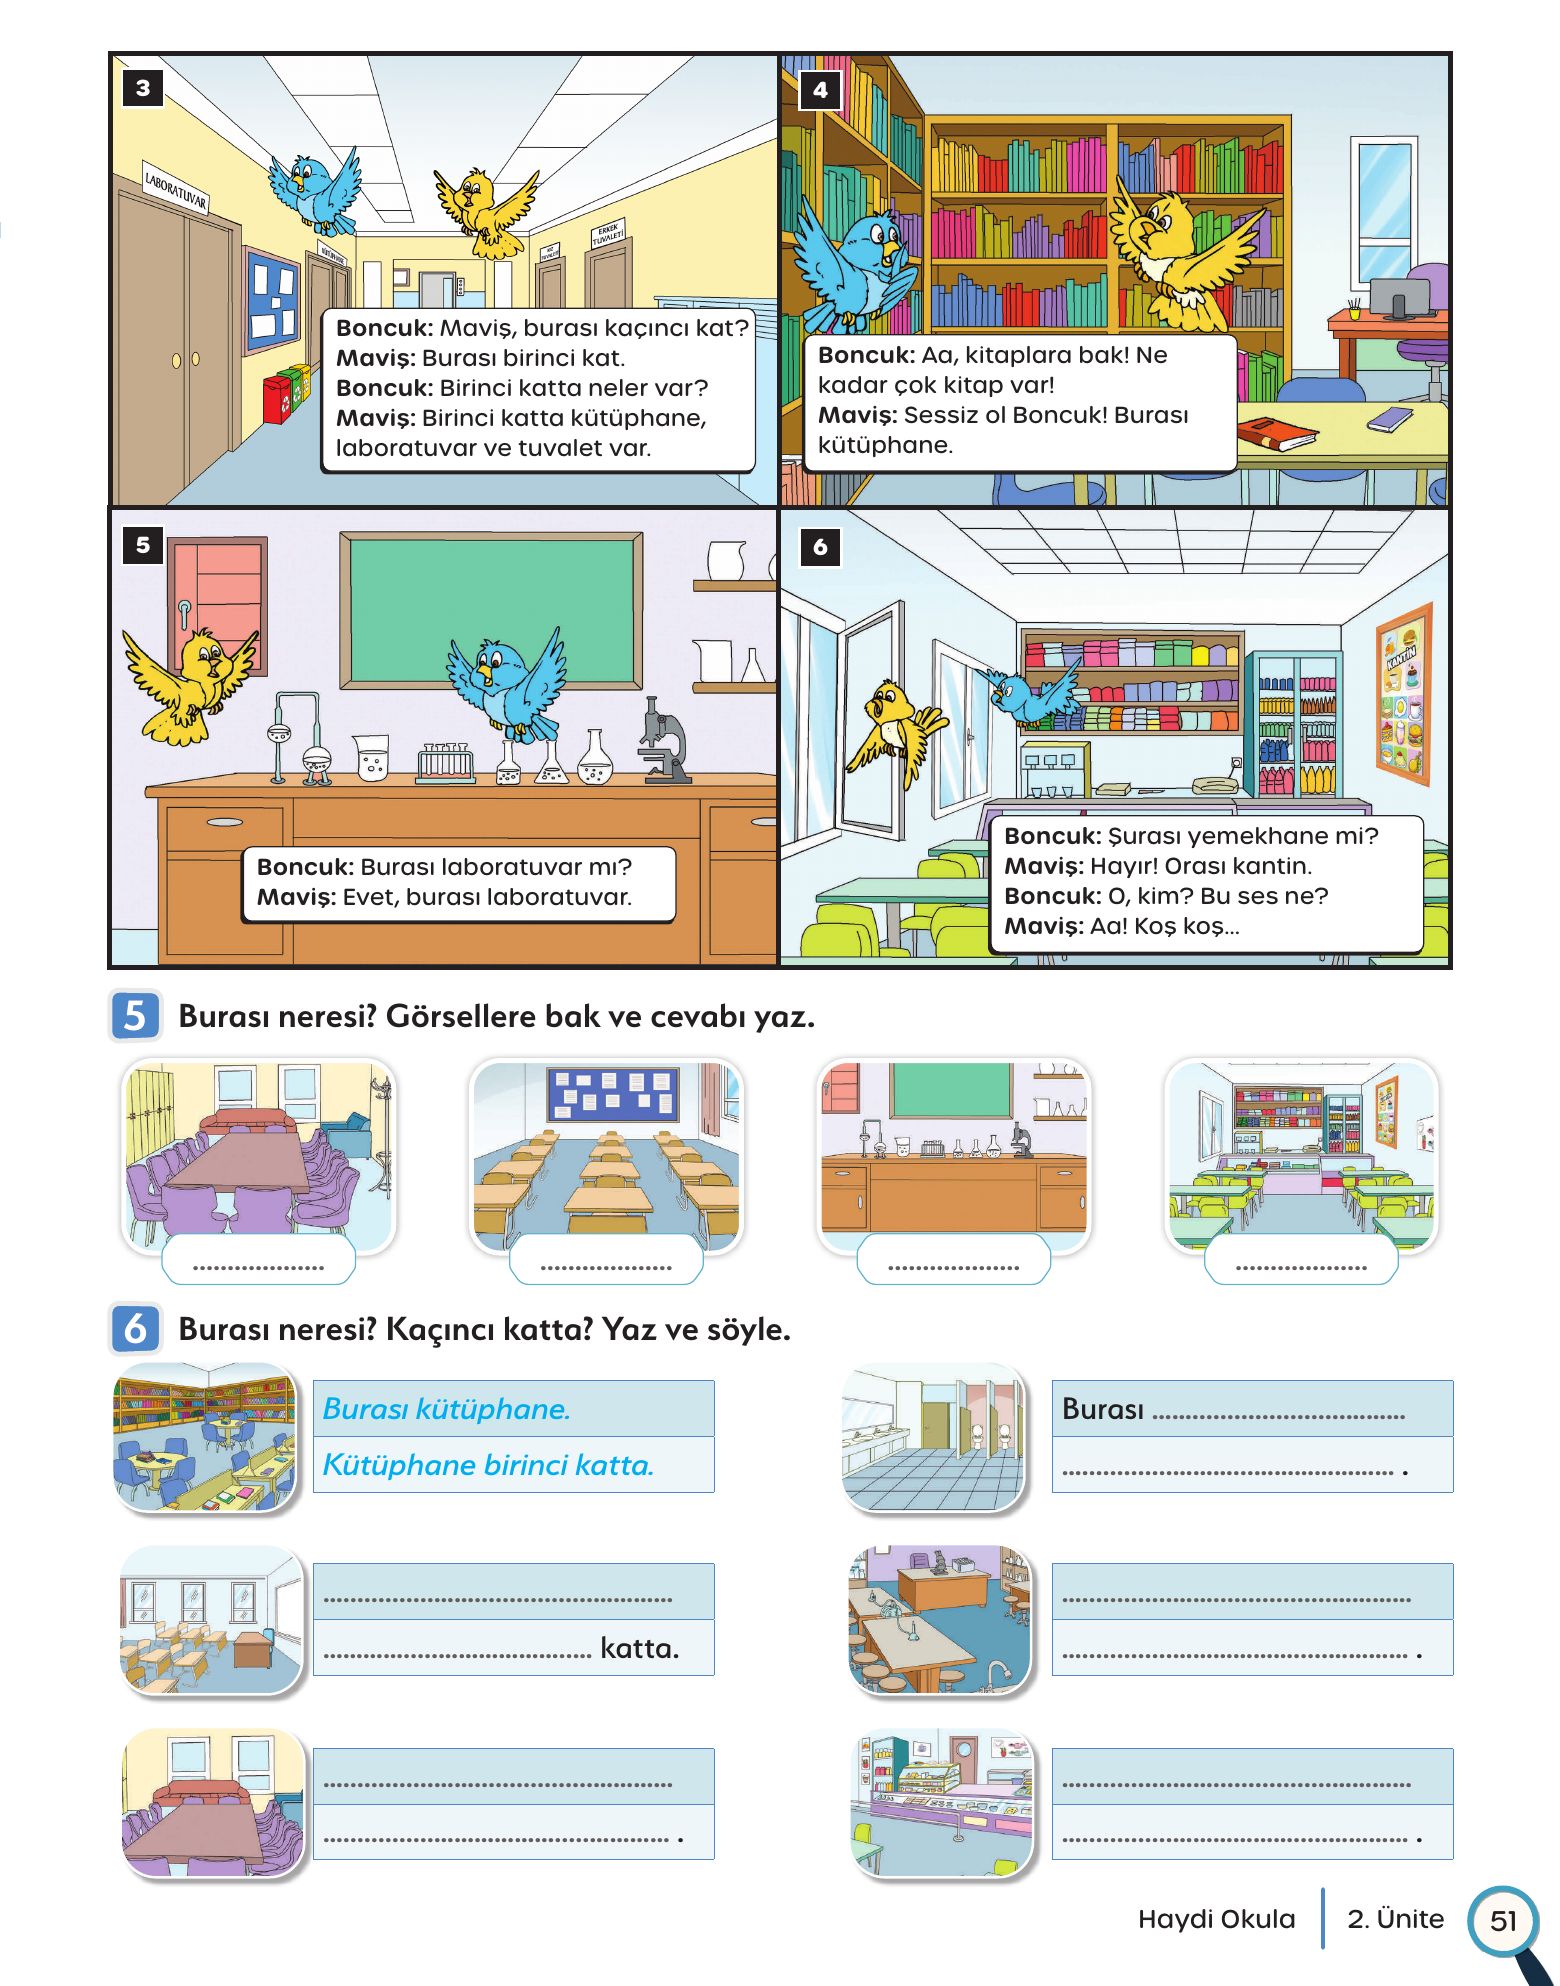 3
LABORATUVAR
KÜTÜPHANE
KIZ
TUVALETİ
ERKEK
TUVALETİ
Boncuk: Maviş, burası kaçıncı kat?
Maviş: Burası birinci kat.
Boncuk: Birinci katta neler var?
Maviş: Birinci katta kütüphane,
laboratuvar ve tuvalet var.
4
Boncuk: Aa, kitaplara bak! Ne
kadar çok kitap var!
Maviş: Sessiz ol Boncuk! Burası
kütüphane.
5
Boncuk: Burası laboratuvar mı?
Maviş: Evet, burası laboratuvar.
6
KANTİN
Boncuk: Şurası yemekhane mi?
Maviş: Hayır! Orası kantin.
Boncuk: O, kim? Bu ses ne?
Maviş: Aa! Koş koş...
5 Burası neresi? Görsellere bak ve cevabı yaz.
...................
...................
...................
...................
6 Burası neresi? Kaçıncı katta? Yaz ve söyle.
Burası kütüphane.
Kütüphane birinci katta.
Burası ......................................
.................................................. .
.....................................................
........................................ katta.
.....................................................
.................................................... .
.....................................................
.................................................... .
.....................................................
.................................................... .
Haydi Okula
2. Ünite
51